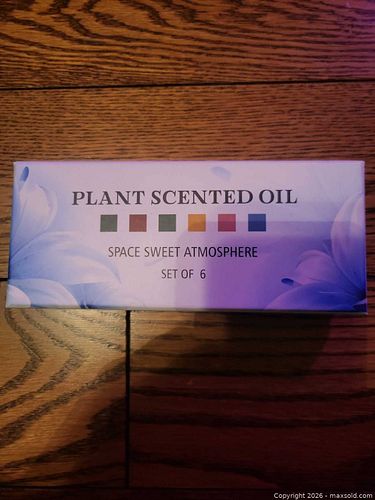 PLANT SCENTED OIL
SPACE SWEET ATMOSPHERE
SET OF 6
Copyright 2026 - maxsold.com